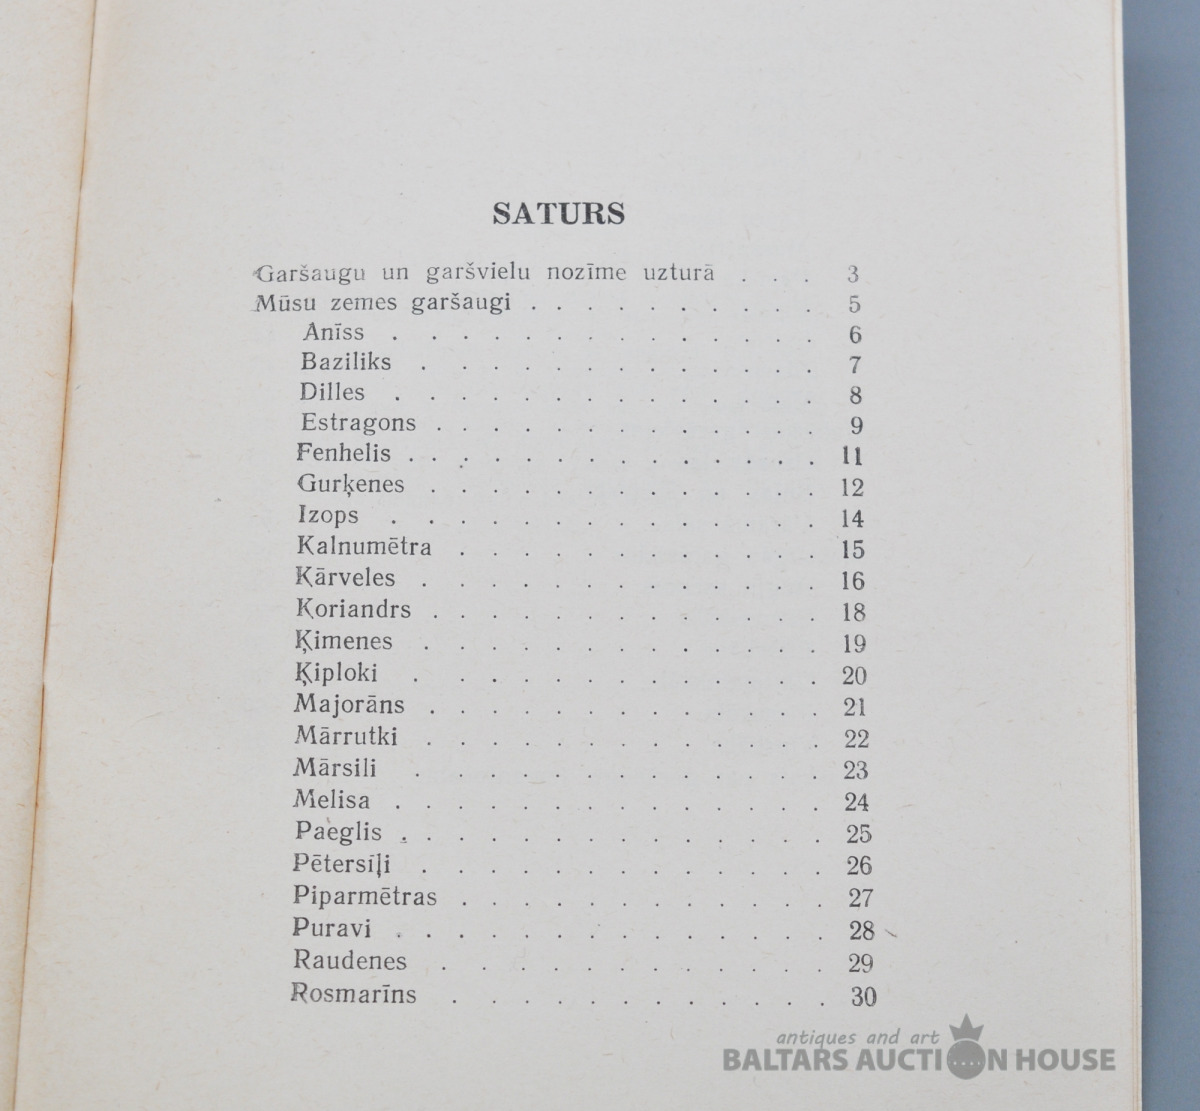 SATURS
Garšaugu un garšvielu nozīme uzturā . . . 3
Mūsu zemes garšaugi . . . . . . . . . . 5
Anīss . . . . . . . . . . . . . . 6
Baziliks . . . . . . . . . . . . . 7
Dilles . . . . . . . . . . . . . . 8
Estragons . . . . . . . . . . . . . 9
Fenhelis . . . . . . . . . . . . . . 11
Gurķenes . . . . . . . . . . . . . 12
Izops . . . . . . . . . . . . . . 14
Kalnumētra . . . . . . . . . . . . 15
Ķārveles . . . . . . . . . . . . . 16
Koriandrs . . . . . . . . . . . . . 18
Ķimenes . . . . . . . . . . . . . 19
Ķiploki . . . . . . . . . . . . . 20
Majorāns . . . . . . . . . . . . . 21
Mārrutki . . . . . . . . . . . . . 22
Mārsili . . . . . . . . . . . . . 23
Melisa . . . . . . . . . . . . . . 24
Paeglis . . . . . . . . . . . . . . 25
Pētersīļi . . . . . . . . . . . . . 26
Piparmētras . . . . . . . . . . . . 27
Puravi . . . . . . . . . . . . . . 28
Raudenes . . . . . . . . . . . . . 29
Rosmarīns . . . . . . . . . . . . 30
antiques and art
BALTARS AUCTION HOUSE